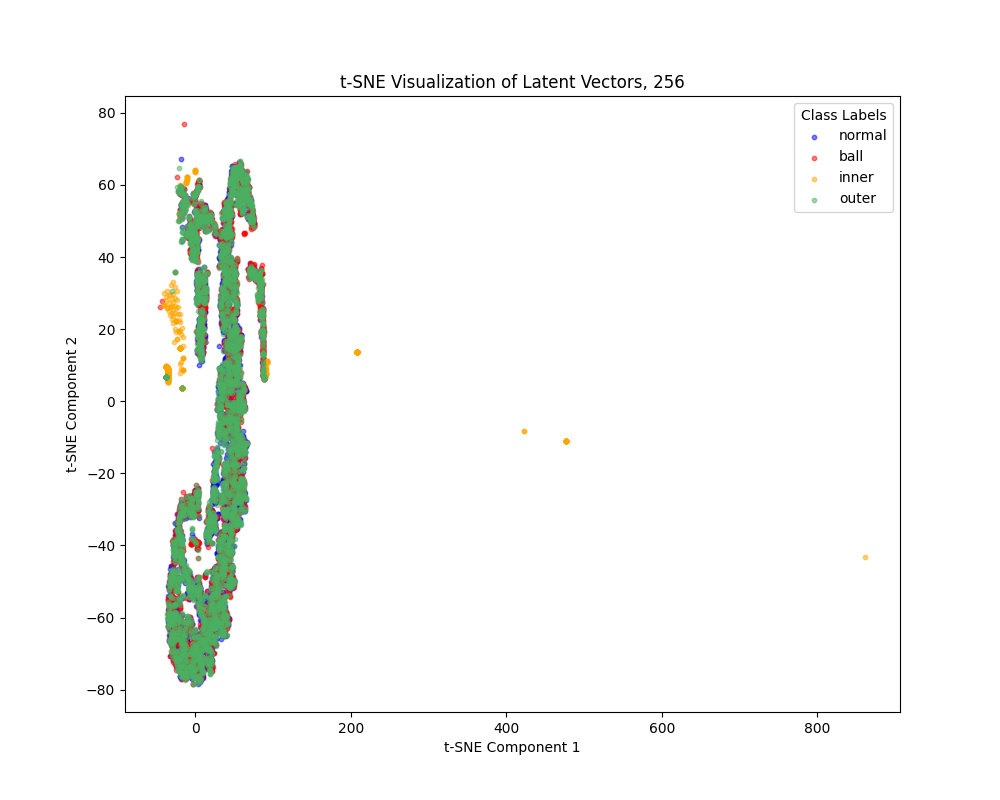 t-SNE Visualization of Latent Vectors, 256
Class Labels
normal
ball
inner
outer
80
60
40
20
0
−20
−40
−60
−80
t-SNE Component 2
0
200
400
600
800
t-SNE Component 1